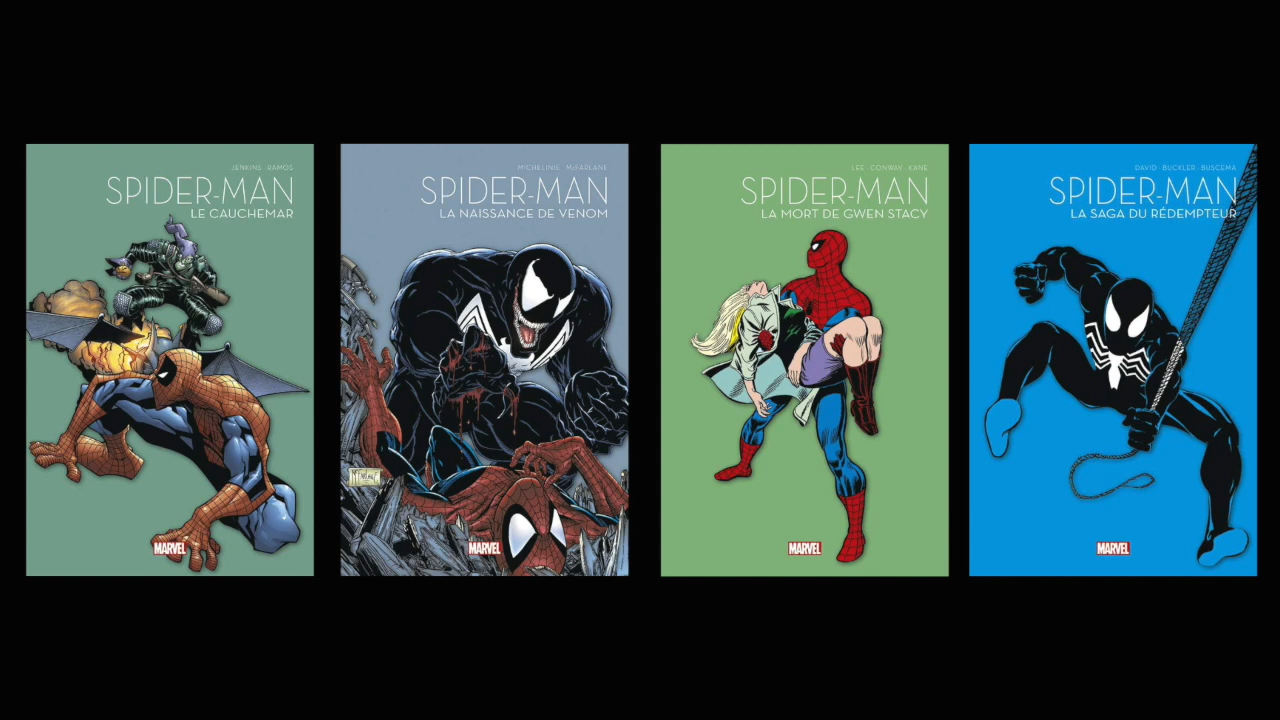 JENKINS · RAMOS
SPIDER-MAN
LE CAUCHEMAR
MARVEL
MICHELINIE · McFARLANE
SPIDER-MAN
LA NAISSANCE DE VENOM
McFARLANE
MARVEL
LEE · CONWAY · KANE
SPIDER-MAN
LA MORT DE GWEN STACY
MARVEL
DAVID · BUCKLER · BUSCEMA
SPIDER-MAN
LA SAGA DU RÉDEMPTEUR
MARVEL